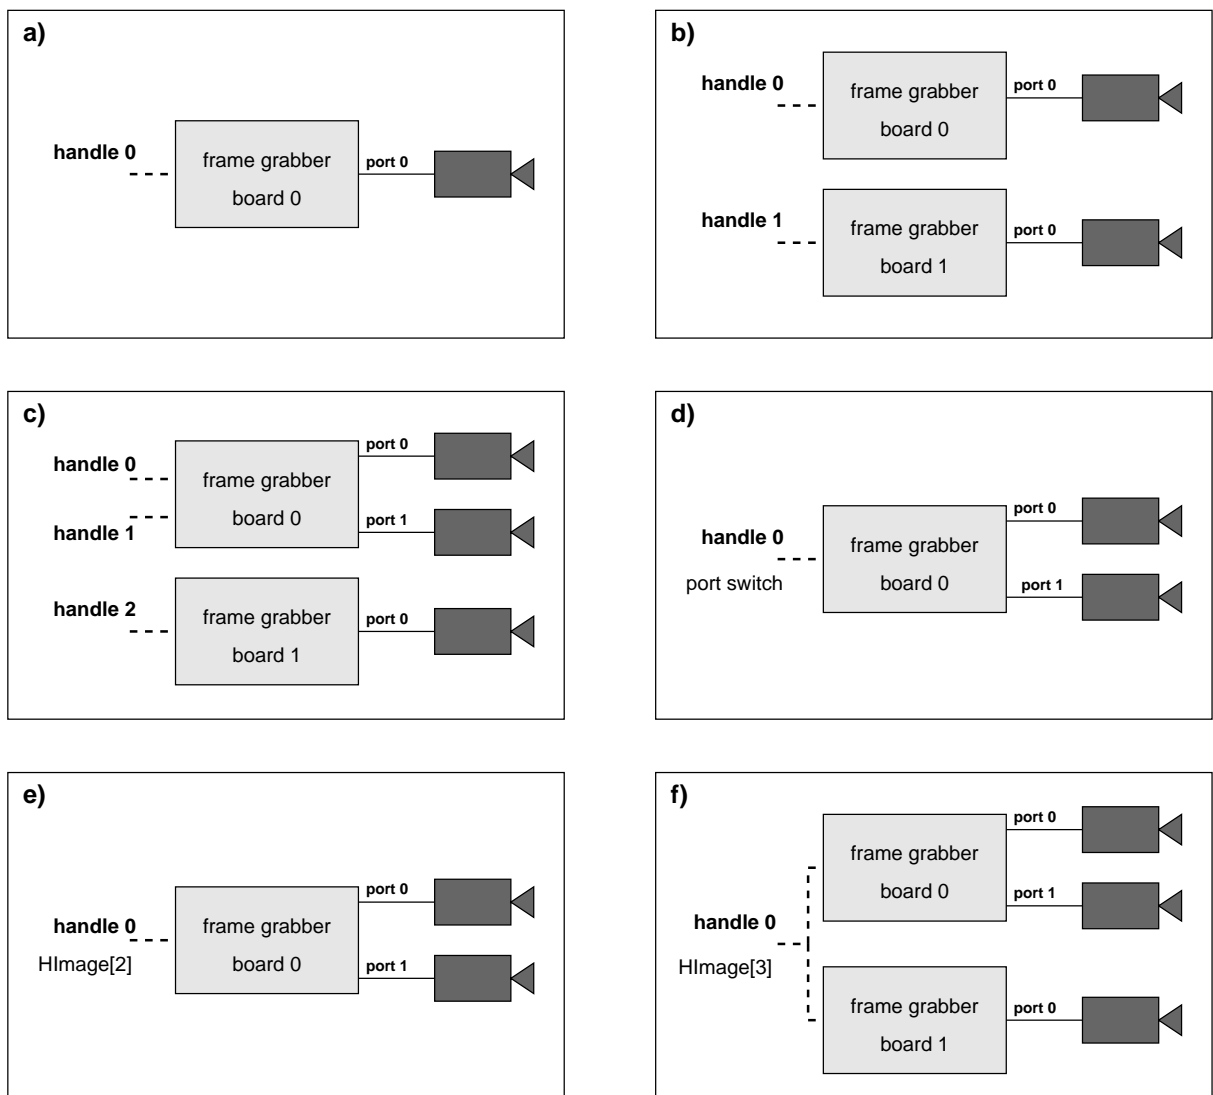 a)
handle 0
frame grabber
board 0
port 0
b)
handle 0
frame grabber
board 0
port 0
handle 1
frame grabber
board 1
port 0
c)
handle 0
handle 1
frame grabber
board 0
port 0
port 1
handle 2
frame grabber
board 1
port 0
d)
handle 0
port switch
frame grabber
board 0
port 0
port 1
e)
handle 0
HImage[2]
frame grabber
board 0
port 0
port 1
f)
handle 0
HImage[3]
frame grabber
board 0
port 0
port 1
frame grabber
board 1
port 0